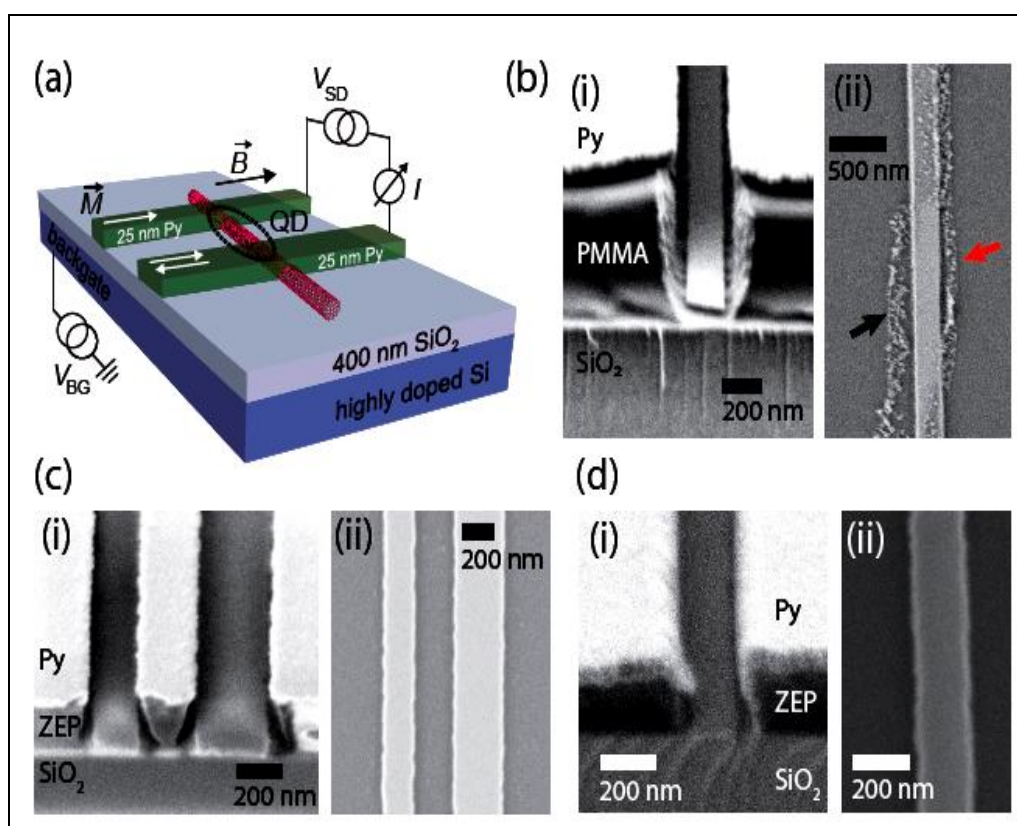 (a)
V_SD
B
I
M
QD
25 nm Py
25 nm Py
backgate
V_BG
400 nm SiO₂
highly doped Si
(b)
(i)
Py
PMMA
SiO₂
200 nm
(ii)
500 nm
(c)
(i)
Py
ZEP
SiO₂
200 nm
(ii)
200 nm
(d)
(i)
Py
ZEP
200 nm
SiO₂
(ii)
200 nm